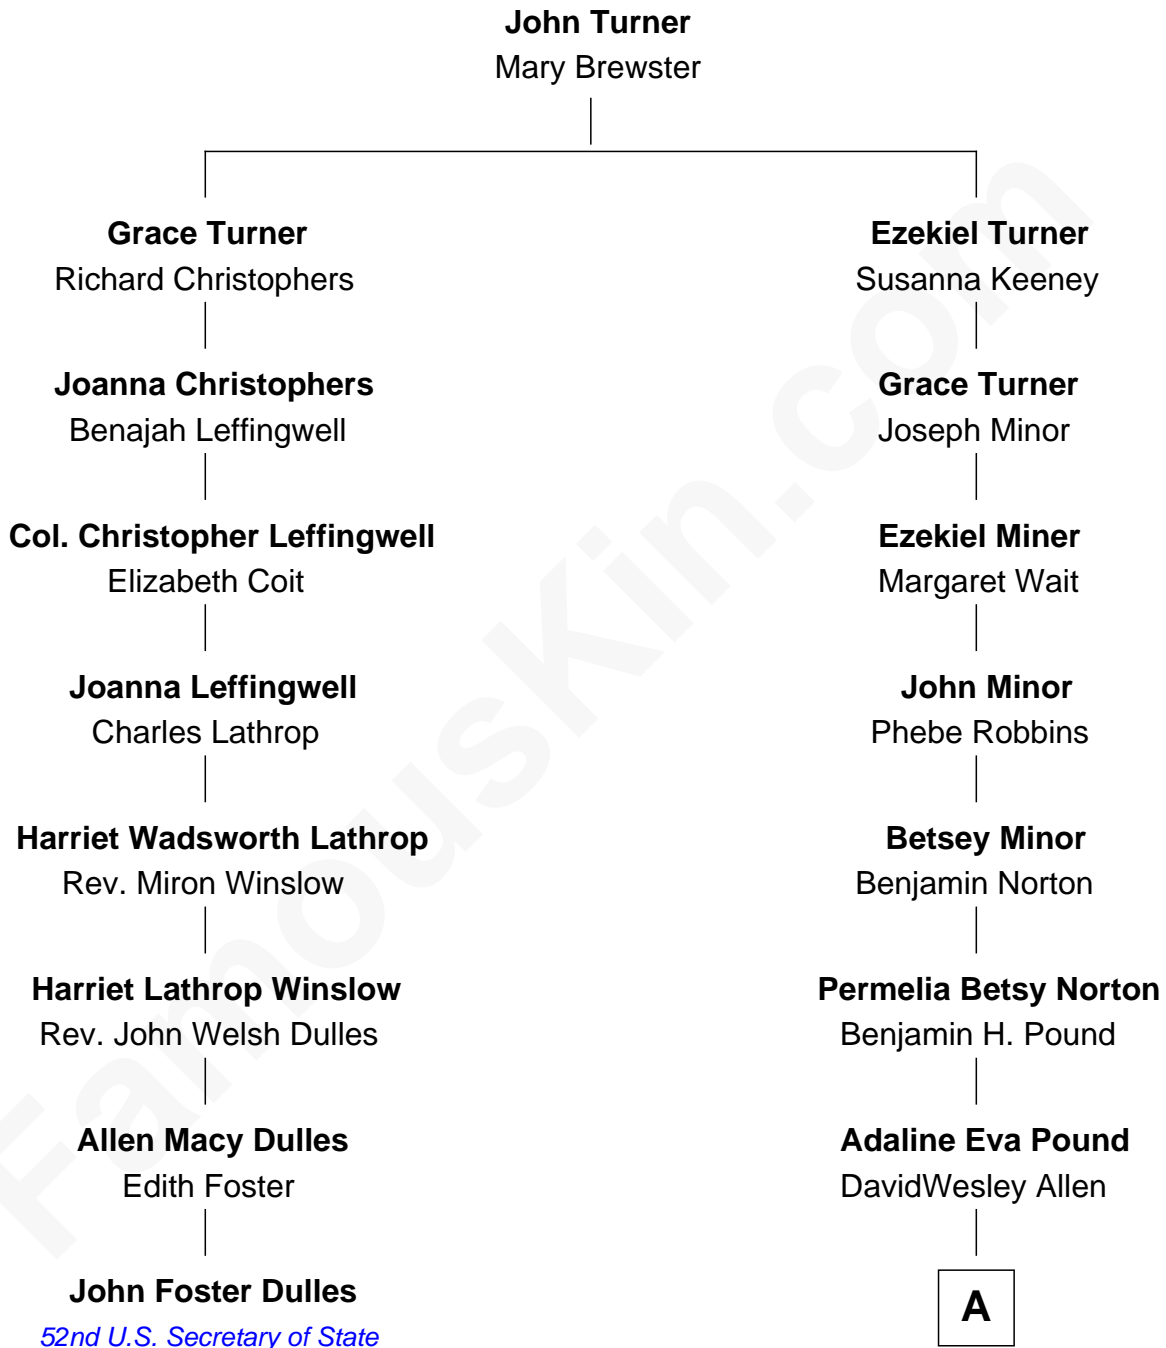 John Turner
Mary Brewster
Grace Turner
Richard Christophers
Ezekiel Turner
Susanna Keeney
Joanna Christophers
Benajah Leffingwell
Grace Turner
Joseph Minor
Col. Christopher Leffingwell
Elizabeth Coit
Ezekiel Miner
Margaret Wait
Joanna Leffingwell
Charles Lathrop
John Minor
Phebe Robbins
Harriet Wadsworth Lathrop
Rev. Miron Winslow
Betsey Minor
Benjamin Norton
Harriet Lathrop Winslow
Rev. John Welsh Dulles
Permelia Betsy Norton
Benjamin H. Pound
Allen Macy Dulles
Edith Foster
Adaline Eva Pound
DavidWesley Allen
John Foster Dulles
52nd U.S. Secretary of State
A
FamousKin.com